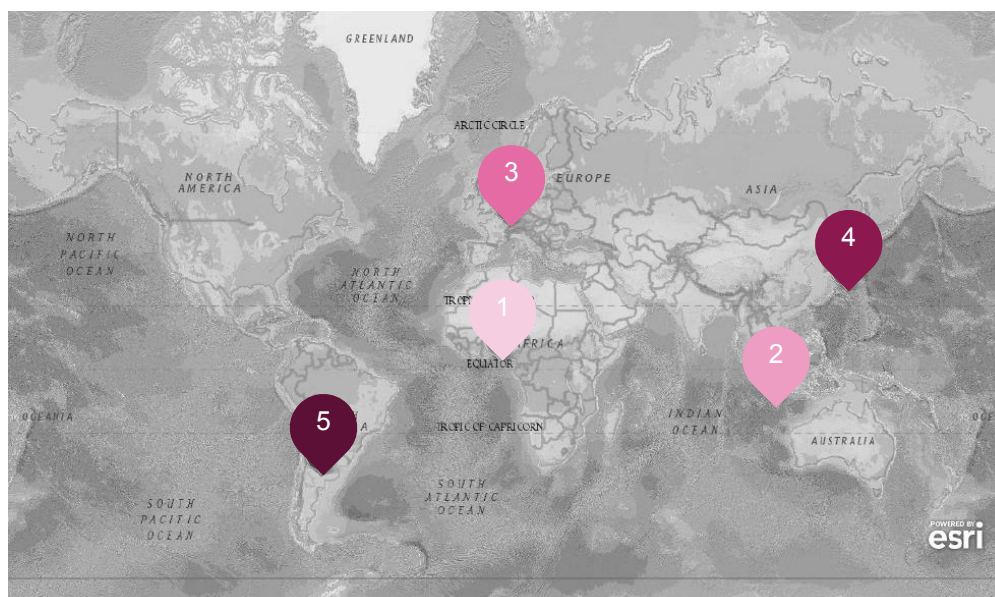 GREENLAND
ARCTIC CIRCLE
3
NORTH
AMERICA
EUROPE
ASIA
NORTH
PACIFIC
OCEAN
4
NORTH
ATLANTIC
OCEAN
1
2
EQUATOR
5
OCEANIA
INDIAN
OCEAN
TROPIC OF CAPRICORN
AUSTRALIA
SOUTH
ATLANTIC
OCEAN
SOUTH
PACIFIC
OCEAN
POWERED BY
esri